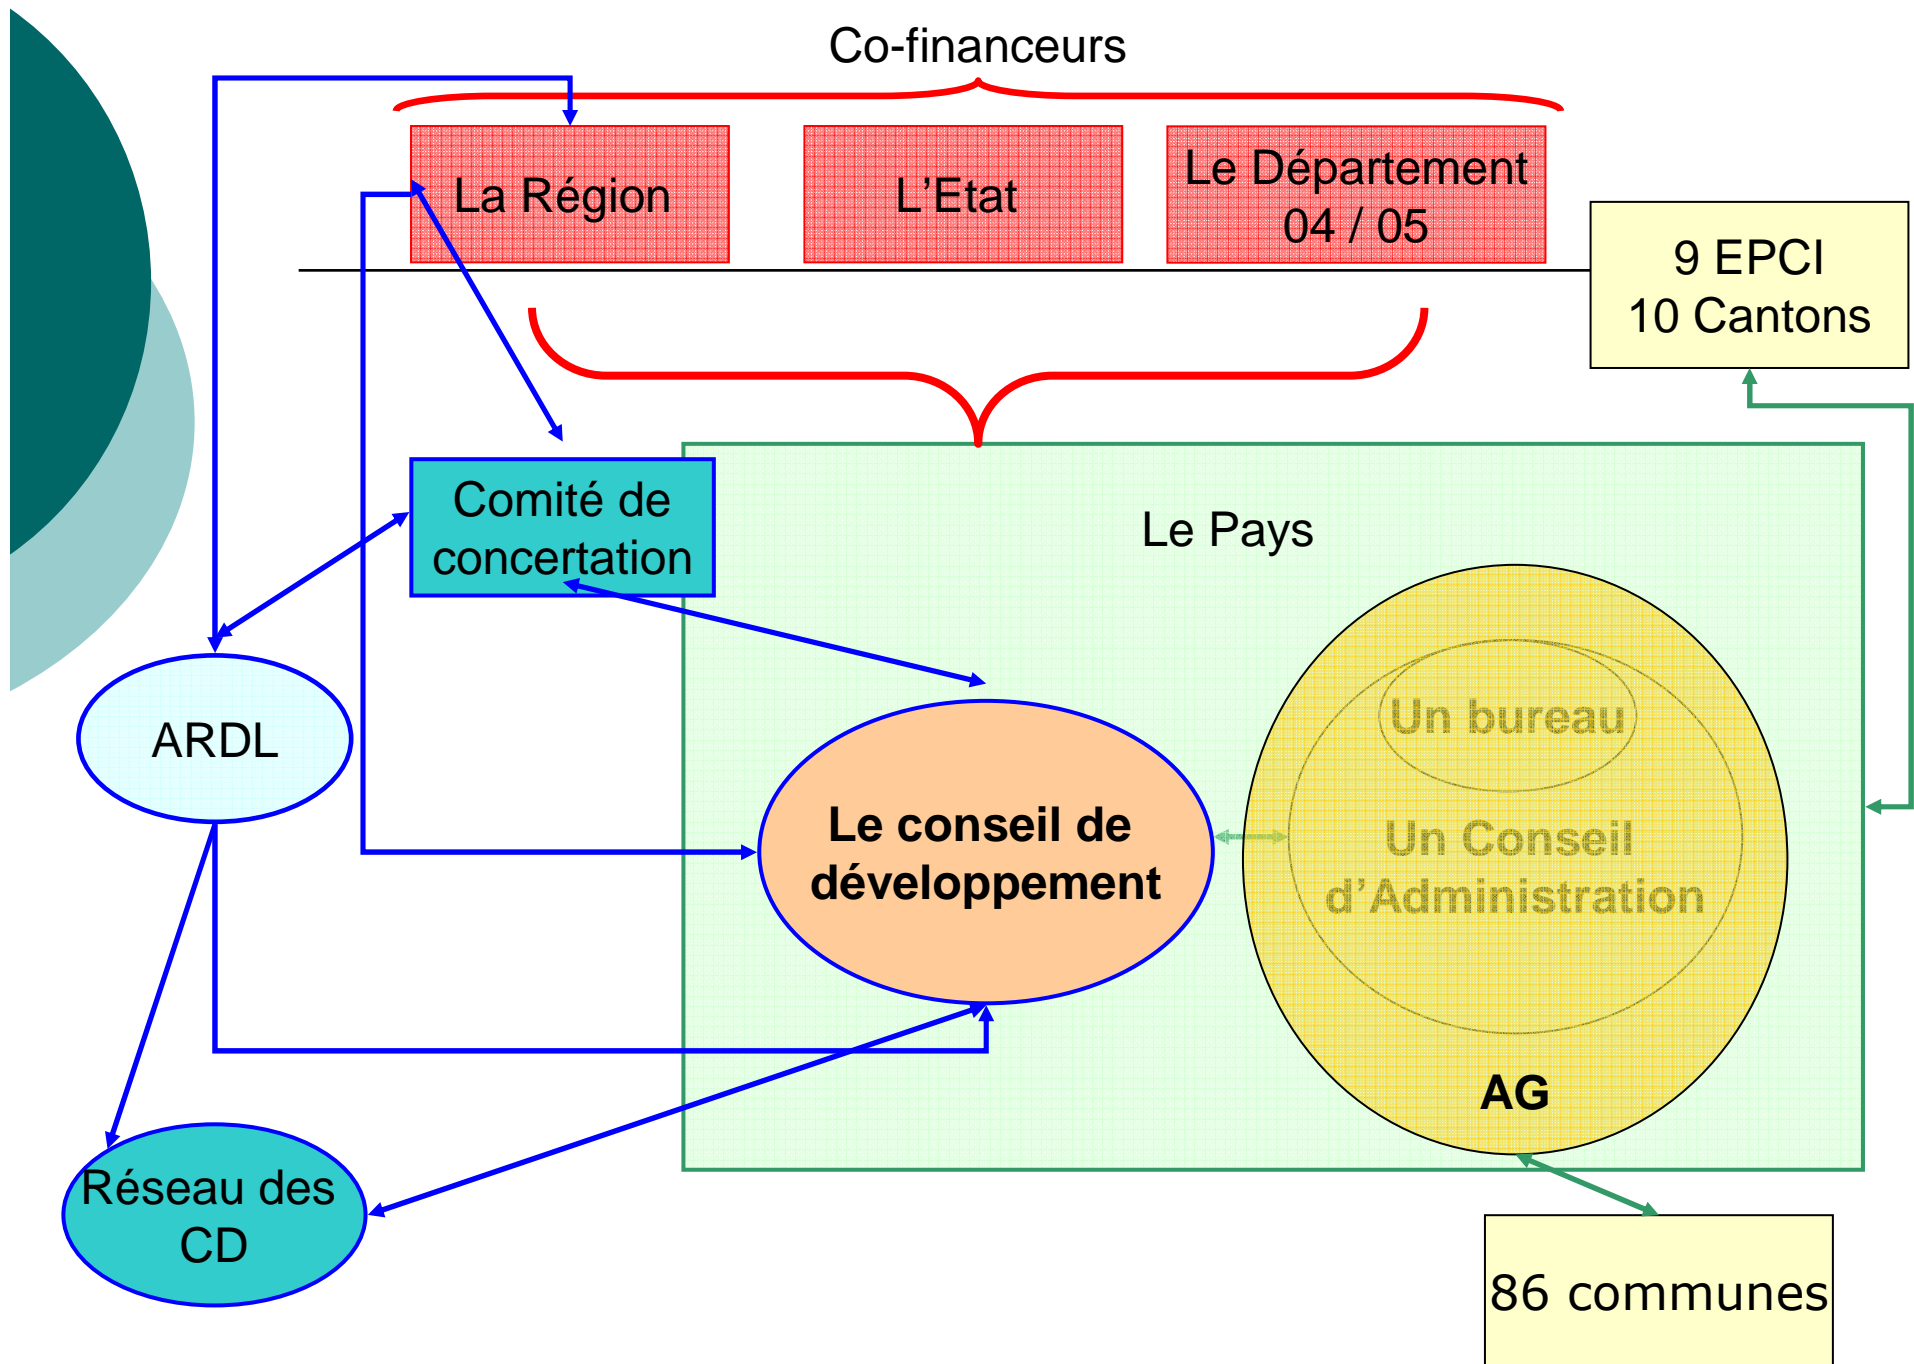 Co-financeurs
La Région
L’Etat
Le Département
04 / 05
9 EPCI
10 Cantons
Comité de
concertation
Le Pays
Un bureau
ARDL
Le conseil de
développement
Un Conseil
d’Administration
AG
Réseau des
CD
86 communes